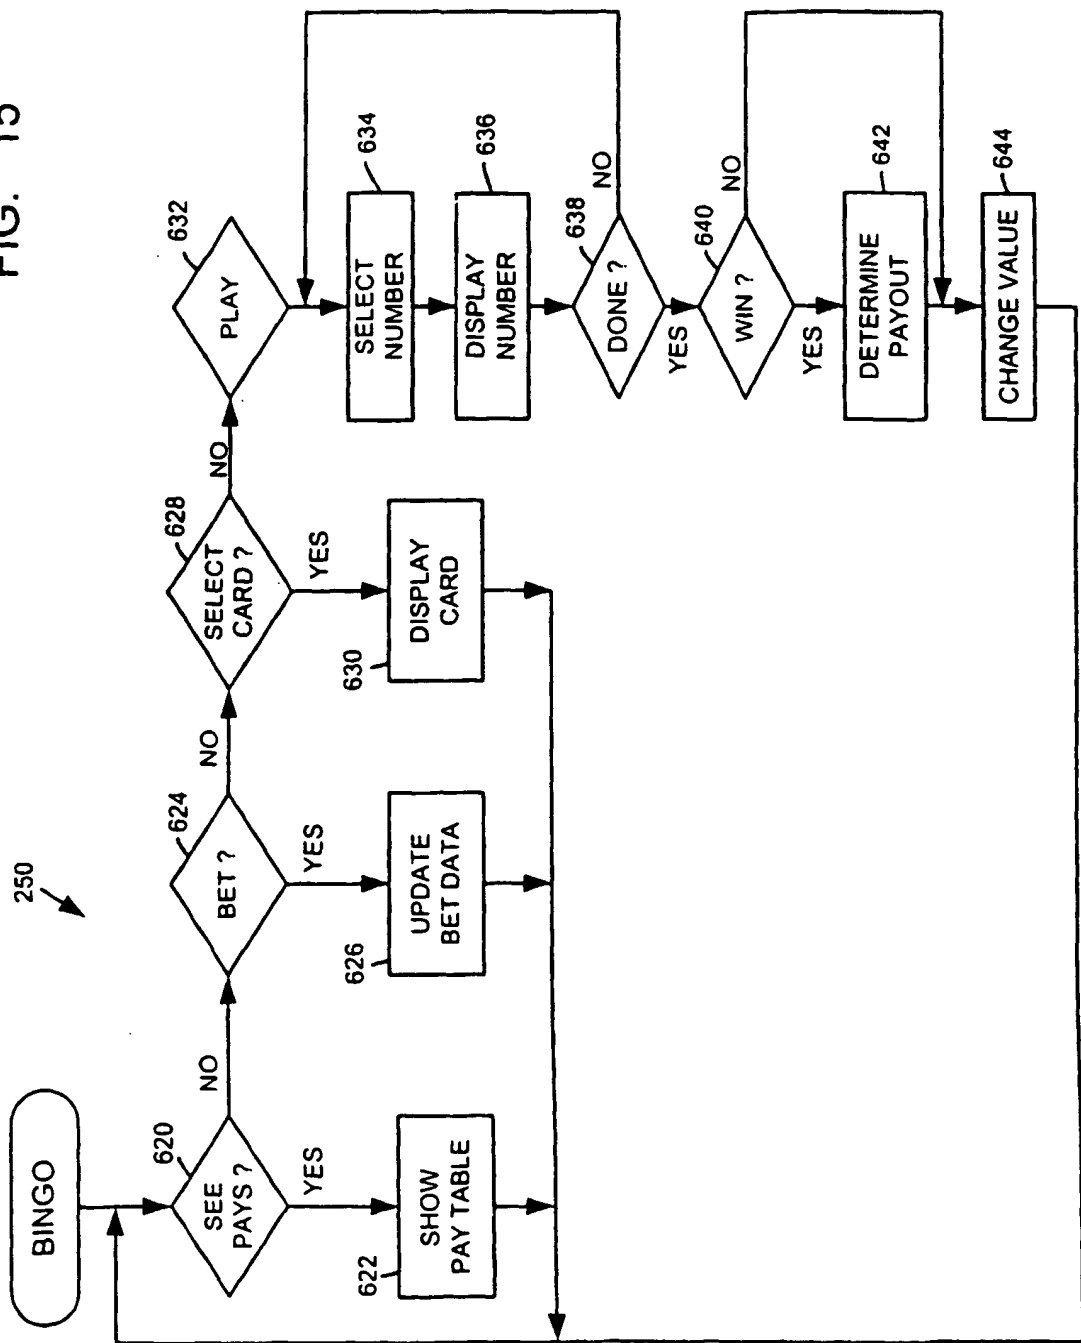 FIG. 15
250
BINGO
620
SEE
PAYS ?
NO
YES
622
SHOW
PAY TABLE
624
BET ?
NO
YES
626
UPDATE
BET DATA
628
SELECT
CARD ?
NO
YES
630
DISPLAY
CARD
632
PLAY
634
SELECT
NUMBER
636
DISPLAY
NUMBER
638
DONE ?
NO
YES
640
WIN ?
NO
YES
642
DETERMINE
PAYOUT
644
CHANGE VALUE